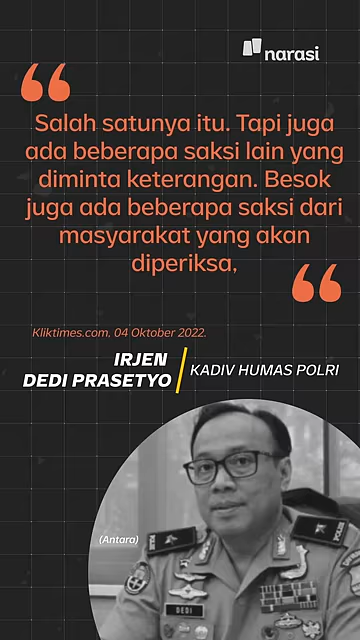 narasi
“
Salah satunya itu. Tapi juga
ada beberapa saksi lain yang
diminta keterangan. Besok
juga ada beberapa saksi dari
masyarakat yang akan
diperiksa,
”
Kliktimes.com, 04 Oktober 2022.
IRJEN
DEDI PRASETYO
KADIV HUMAS POLRI
(Antara)
DEDI